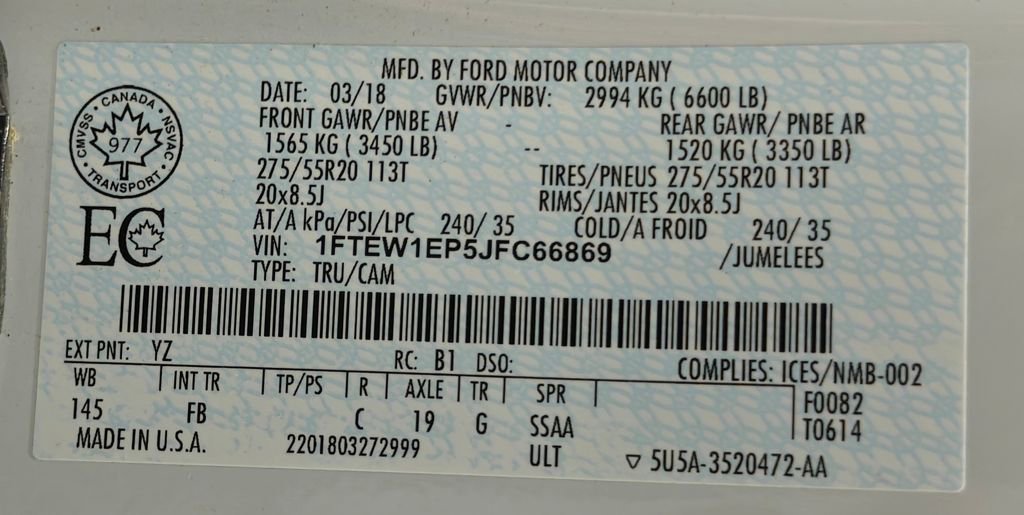 MFD. BY FORD MOTOR COMPANY
DATE: 03/18 GVWR/PNBV: 2994 KG ( 6600 LB)
FRONT GAWR/PNBE AV - REAR GAWR/ PNBE AR
1565 KG ( 3450 LB) -- 1520 KG ( 3350 LB)
275/55R20 113T TIRES/PNEUS 275/55R20 113T
20x8.5J RIMS/JANTES 20x8.5J
AT/A kPa/PSI/LPC 240/ 35 COLD/A FROID 240/ 35
VIN: 1FTEW1EP5JFC66869 /JUMELEES
TYPE: TRU/CAM
CANADA
CMVSS • NSVAC
977
TRANSPORT
EC
EXT PNT: YZ RC: B1 DSO: COMPLIES: ICES/NMB-002
WB INT TR TP/PS R AXLE TR SPR F0082
145 FB C 19 G SSAA T0614
MADE IN U.S.A. 2201803272999 ULT ▽ 5U5A-3520472-AA